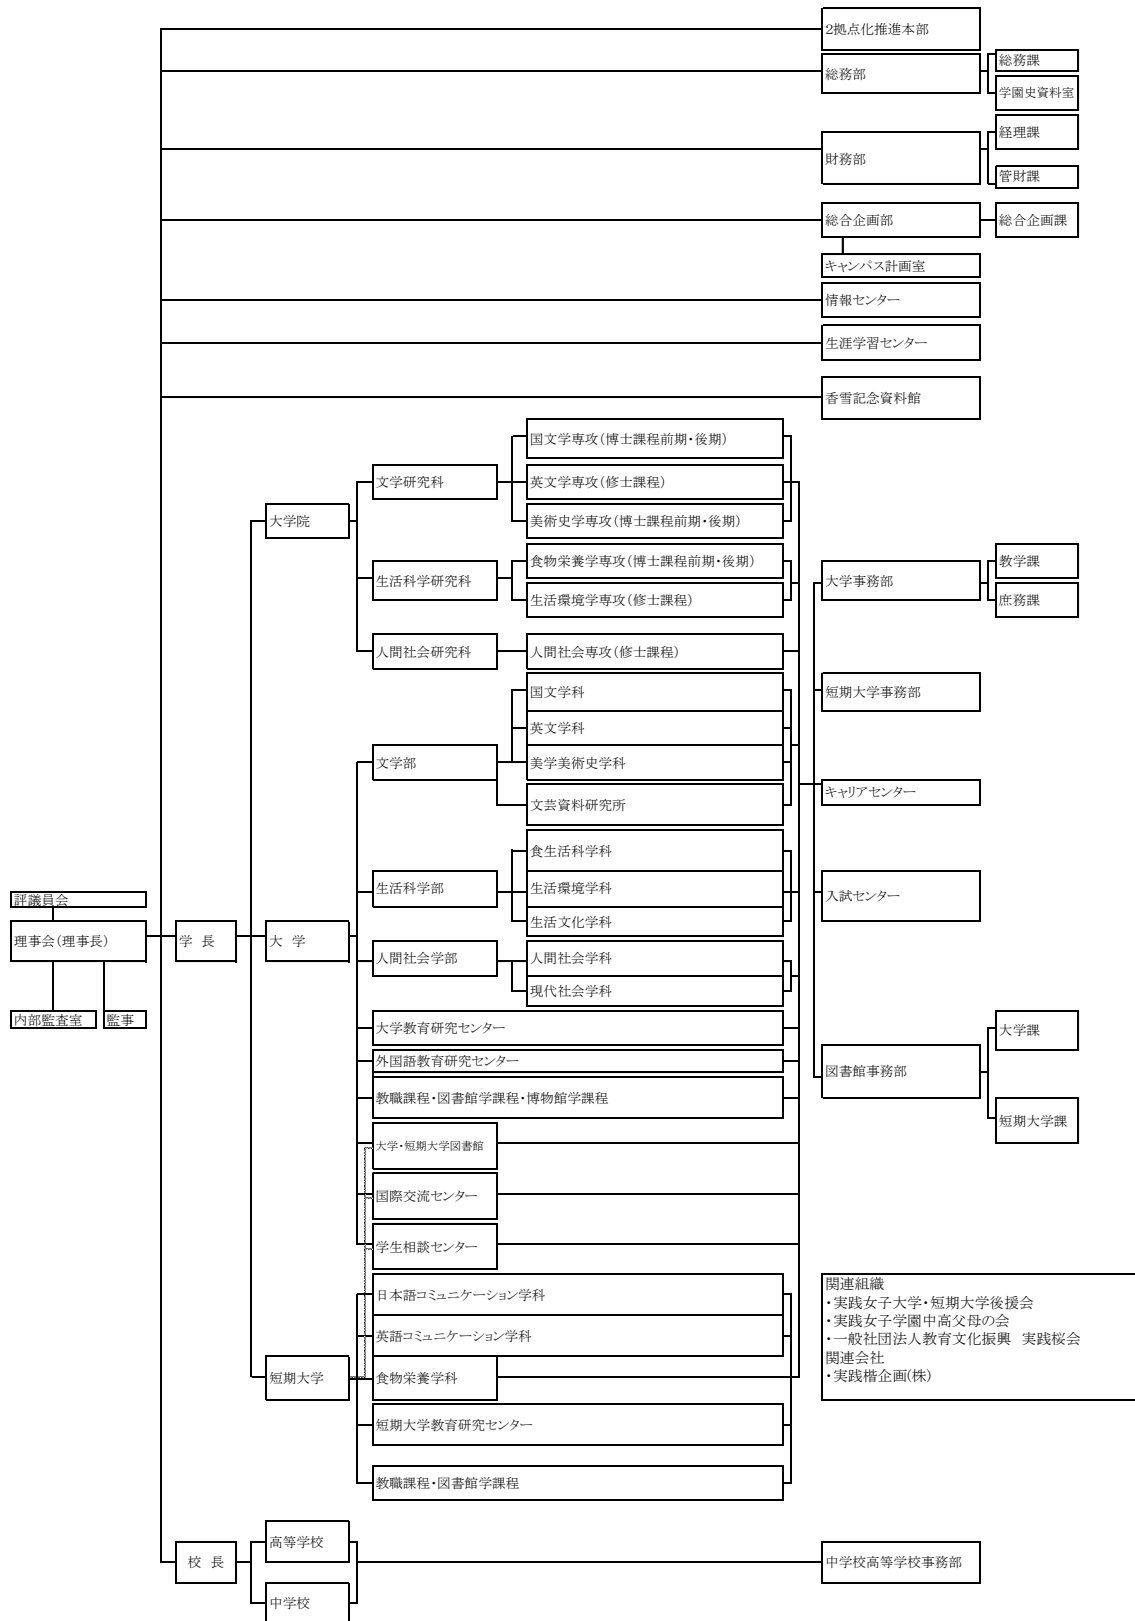 2拠点化推進本部
総務部
総務課
学園史資料室
経理課
財務部
管財課
総合企画部
総合企画課
キャンパス計画室
情報センター
生涯学習センター
香雪記念資料館
国文学専攻(博士課程前期・後期)
文学研究科
英文学専攻(修士課程)
大学院
美術史学専攻(博士課程前期・後期)
食物栄養学専攻(博士課程前期・後期)
生活科学研究科
生活環境学専攻(修士課程)
大学事務部
教学課
庶務課
人間社会研究科
人間社会専攻(修士課程)
国文学科
短期大学事務部
英文学科
文学部
美学美術史学科
文芸資料研究所
キャリアセンター
食生活科学科
生活科学部
生活環境学科
入試センター
生活文化学科
評議員会
理事会(理事長)
学 長
大 学
人間社会学部
人間社会学科
現代社会学科
内部監査室
監事
大学教育研究センター
大学課
外国語教育研究センター
図書館事務部
教職課程・図書館学課程・博物館学課程
短期大学課
大学・短期大学図書館
国際交流センター
学生相談センター
日本語コミュニケーション学科
英語コミュニケーション学科
短期大学
食物栄養学科
短期大学教育研究センター
教職課程・図書館学課程
関連組織
・実践女子大学・短期大学後援会
・実践女子学園中高父母の会
・一般社団法人教育文化振興 実践桜会
関連会社
・実践楷企画(株)
高等学校
校 長
中学校高等学校事務部
中学校